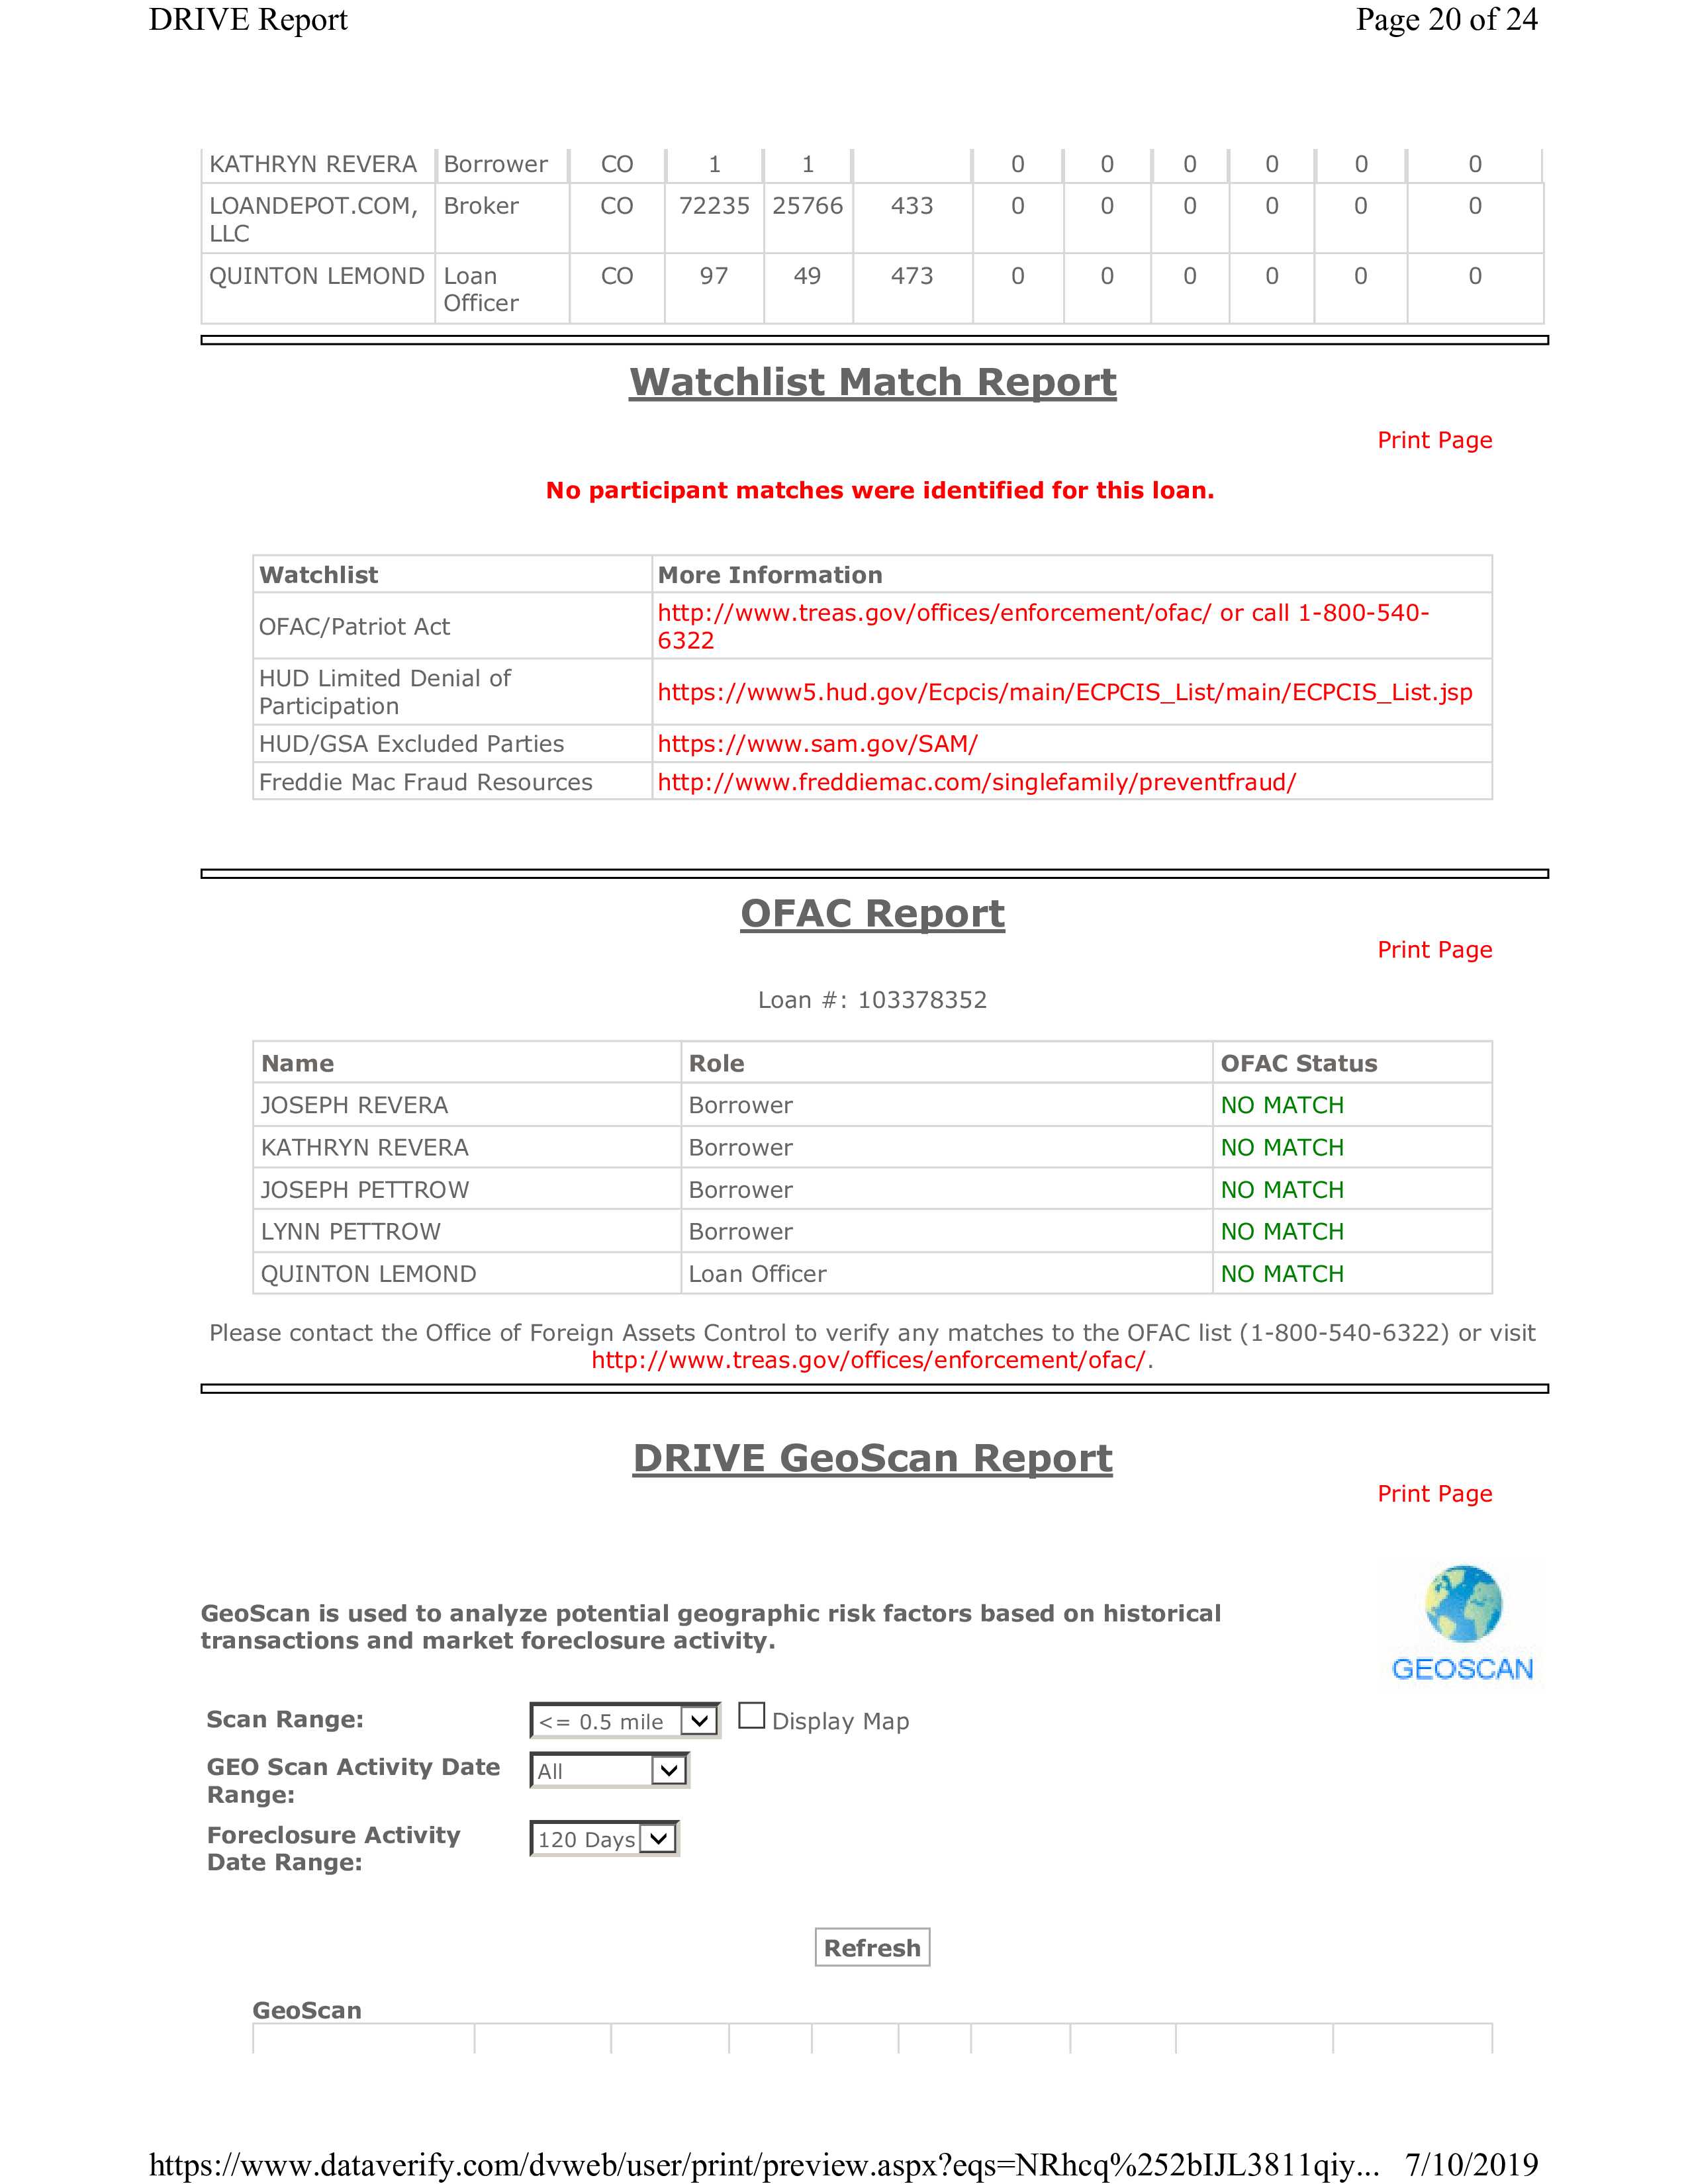 DRIVE Report Page 20 of 24
KATHRYN REVERA Borrower CO 1 1 0 0 0 0 0 0
LOANDEPOT.COM, Broker CO 72235 25766 433 0 0 0 0 0 0
LLC
QUINTON LEMOND Loan CO 97 49 473 0 0 0 0 0 0
Officer
Watchlist Match Report
Print Page
No participant matches were identified for this loan.
Watchlist More Information
OFAC/Patriot Act http://www.treas.gov/offices/enforcement/ofac/ or call 1-800-540-
6322
HUD Limited Denial of
Participation https://www5.hud.gov/Ecpcis/main/ECPCIS_List/main/ECPCIS_List.jsp
HUD/GSA Excluded Parties https://www.sam.gov/SAM/
Freddie Mac Fraud Resources http://www.freddiemac.com/singlefamily/preventfraud/
OFAC Report
Print Page
Loan #: 103378352
Name Role OFAC Status
JOSEPH REVERA Borrower NO MATCH
KATHRYN REVERA Borrower NO MATCH
JOSEPH PETTROW Borrower NO MATCH
LYNN PETTROW Borrower NO MATCH
QUINTON LEMOND Loan Officer NO MATCH
Please contact the Office of Foreign Assets Control to verify any matches to the OFAC list (1-800-540-6322) or visit
http://www.treas.gov/offices/enforcement/ofac/.
DRIVE GeoScan Report
Print Page
GeoScan is used to analyze potential geographic risk factors based on historical
transactions and market foreclosure activity.
GEOSCAN
Scan Range: <= 0.5 mile Display Map
GEO Scan Activity Date
Range: All
Foreclosure Activity
Date Range: 120 Days
Refresh
GeoScan
https://www.dataverify.com/dvweb/user/print/preview.aspx?eqs=NRhcq%252bIJL3811qiy... 7/10/2019